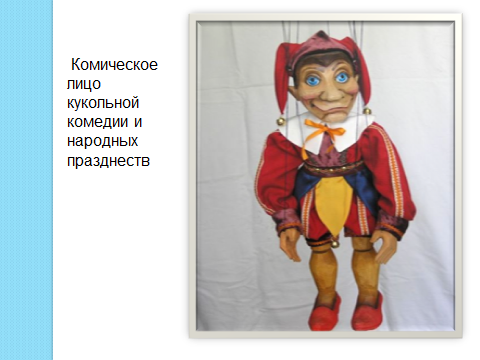 Комическое
лицо
кукольной
комедии и
народных
празднеств